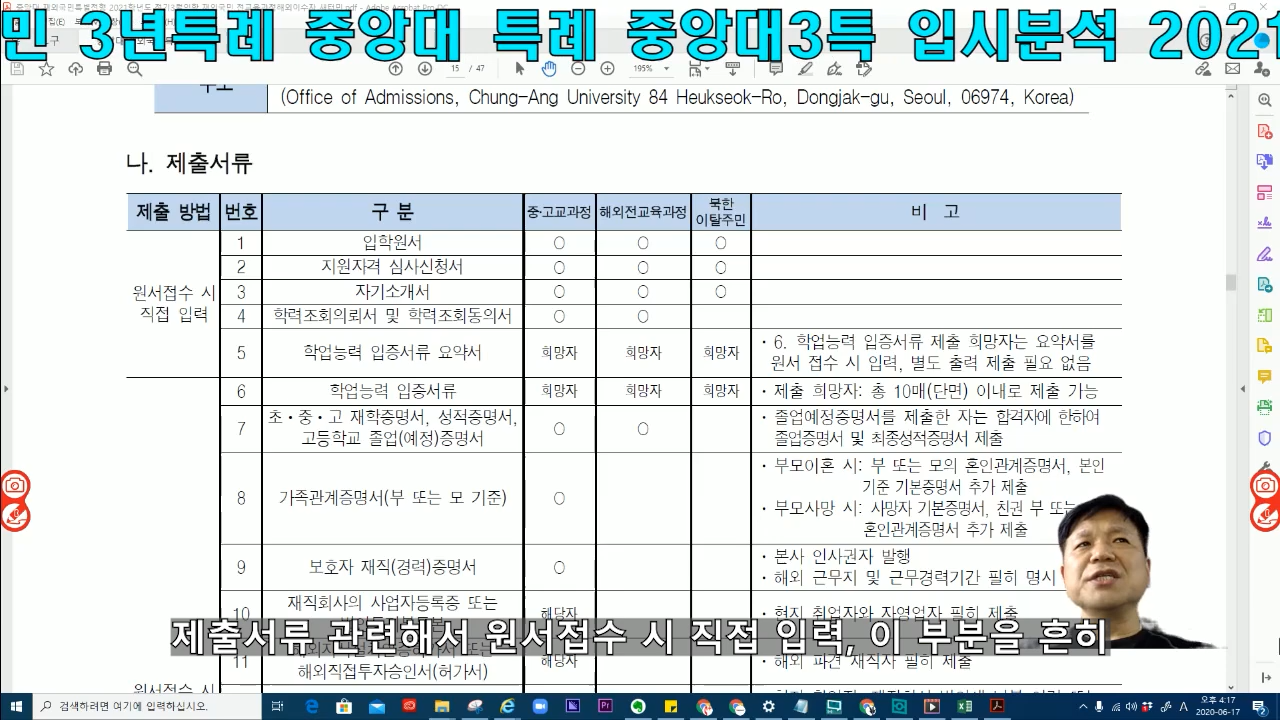 민 3년특례 중앙대 특례 중앙대3특 입시분석 2021
15 / 47
195%
(Office of Admissions, Chung-Ang University 84 Heukseok-Ro, Dongjak-gu, Seoul, 06974, Korea)
나. 제출서류
제출 방법 번호 구 분 중·고교과정 해외전교육과정 북한이탈주민 비 고
원서접수 시 직접 입력
1 입학원서 ○ ○ ○
2 지원자격 심사신청서 ○ ○ ○
3 자기소개서 ○ ○ ○
4 학력조회의뢰서 및 학력조회동의서 ○ ○
5 학업능력 입증서류 요약서 희망자 희망자 희망자
· 6. 학업능력 입증서류 제출 희망자는 요약서를
원서 접수 시 입력, 별도 출력 제출 필요 없음
6 학업능력 입증서류 희망자 희망자 희망자 · 제출 희망자: 총 10매(단면) 이내로 제출 가능
7 초·중·고 재학증명서, 성적증명서,
고등학교 졸업(예정)증명서 ○ ○
· 졸업예정증명서를 제출한 자는 합격자에 한하여
졸업증명서 및 최종성적증명서 제출
8 가족관계증명서(부 또는 모 기준) ○
· 부모이혼 시: 부 또는 모의 혼인관계증명서, 본인
기준 기본증명서 추가 제출
· 부모사망 시: 사망자 기본증명서, 친권 부 또는
혼인관계증명서 추가 제출
9 보호자 재직(경력)증명서 ○
· 본사 인사권자 발행
· 해외 근무지 및 근무경력기간 필히 명시
10 재직회사의 사업자등록증 또는
해당자 · 현지 취업자와 자영업자 필히 제출
11
해외직접투자승인서(허가서) 해당자 · 해외 파견 재직자 필히 제출
원서접수 시
제출서류 관련해서 원서접수 시 직접 입력, 이 부분을 흔히
검색하려면 여기에 입력하십시오.
오후 4:17
2020-06-17